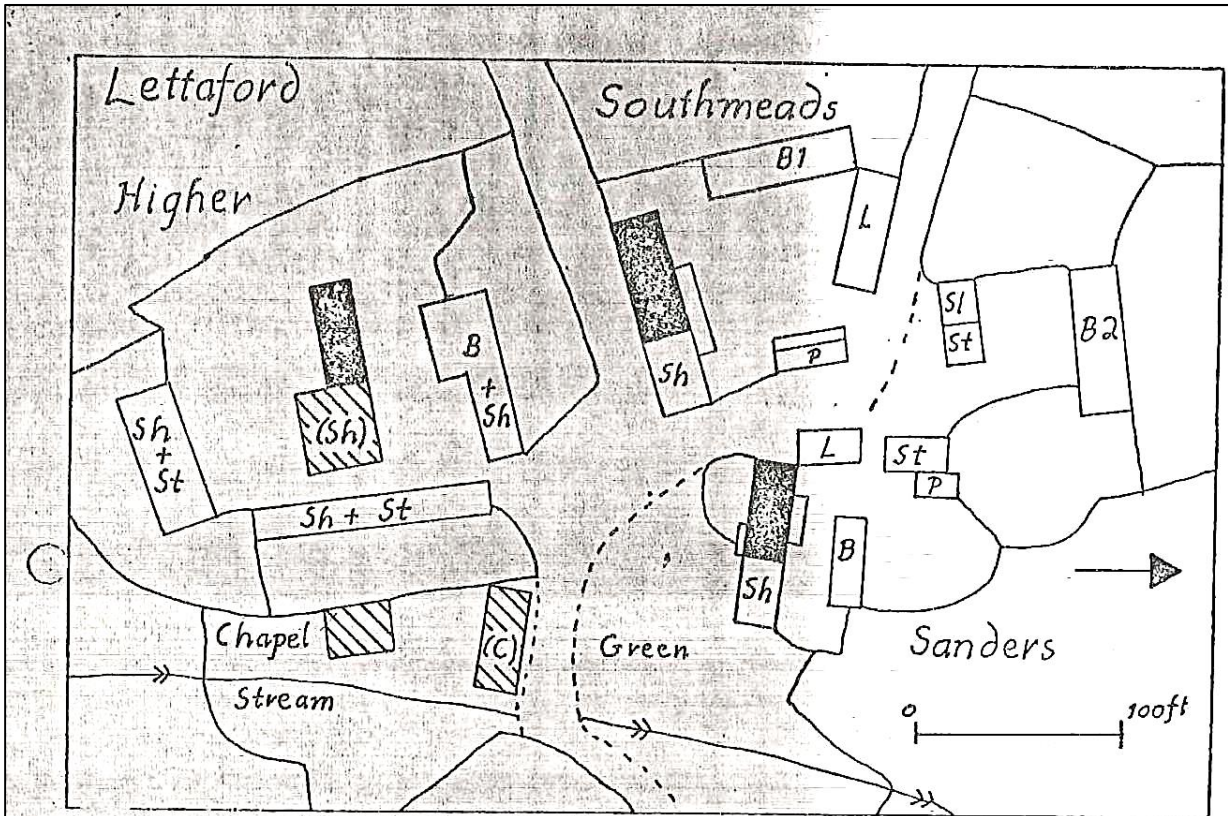 Lettaford
Southmeads
Higher
B1
L
B
+
Sh
Sh
P
Sl
St
B2
(Sh)
Sh
+
St
Sh + St
L
St
P
B
Sh
Chapel
(C)
Green
Sanders
Stream
0
100ft